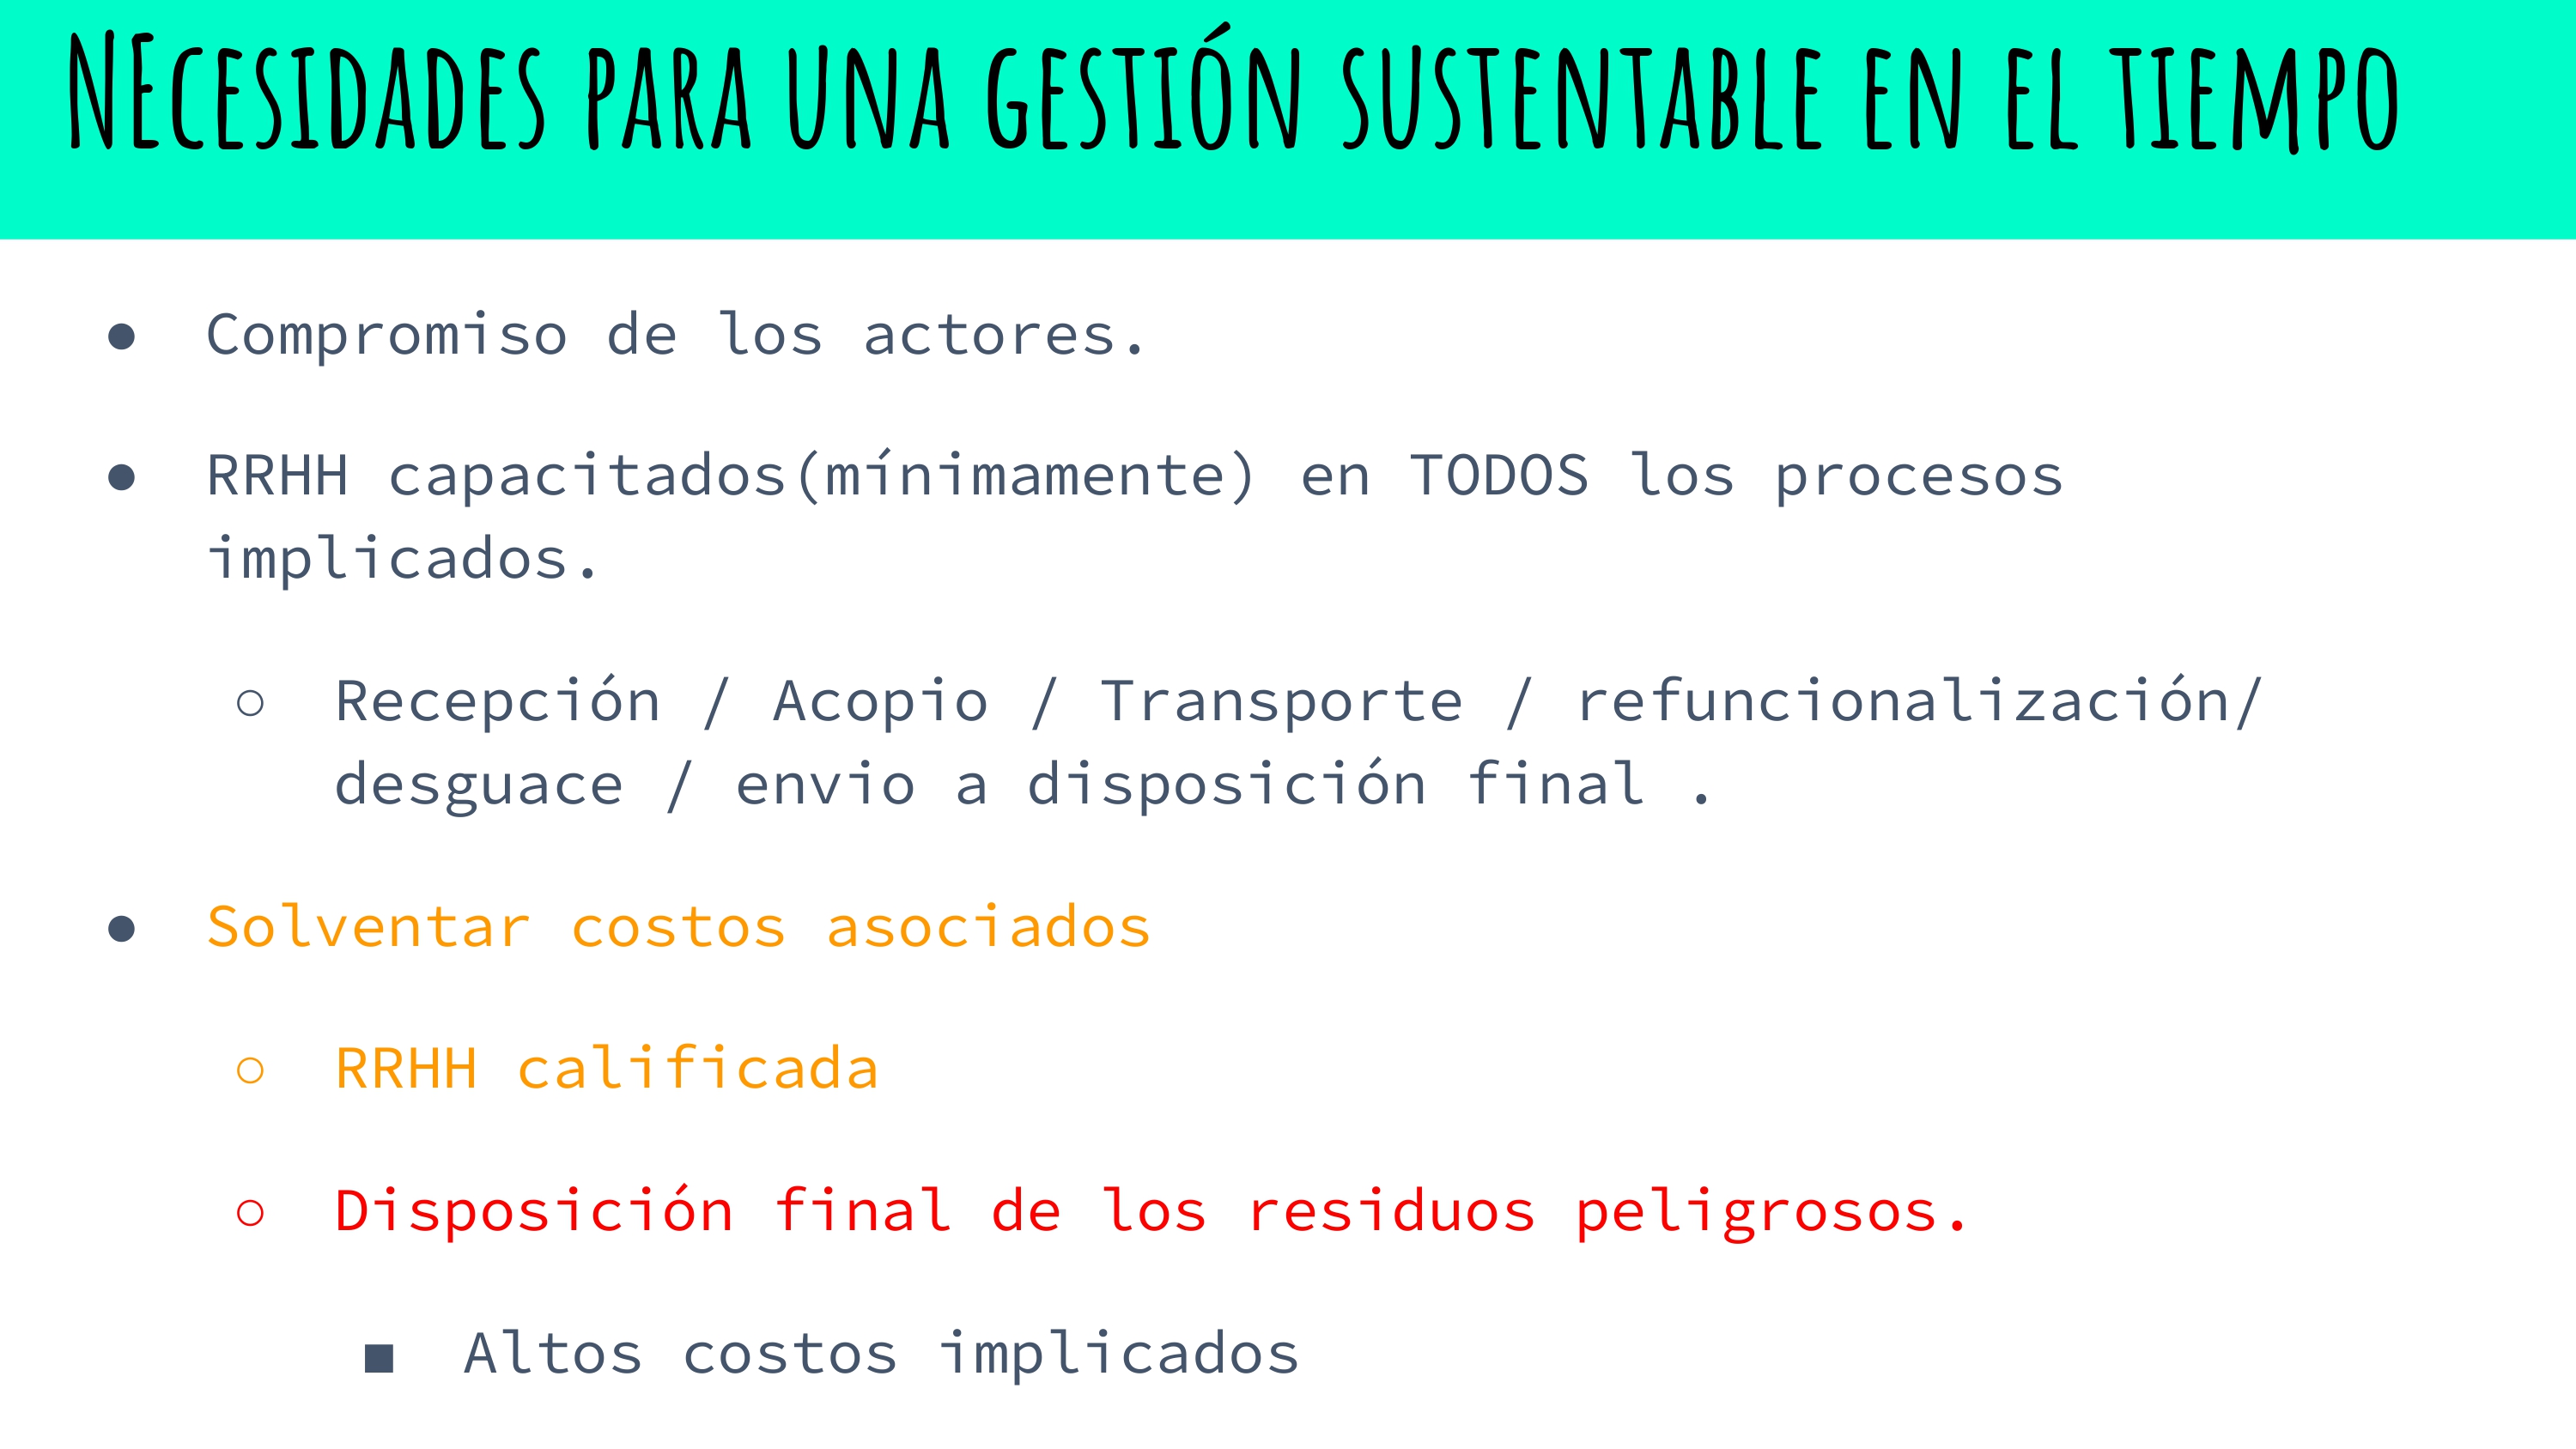 NEcesidades para una gestión sustentable en el tiempo
● Compromiso de los actores.
● RRHH capacitados(mínimamente) en TODOS los procesos
implicados.
○ Recepción / Acopio / Transporte / refuncionalización/
desguace / envio a disposición final .
● Solventar costos asociados
○ RRHH calificada
○ Disposición final de los residuos peligrosos.
■ Altos costos implicados